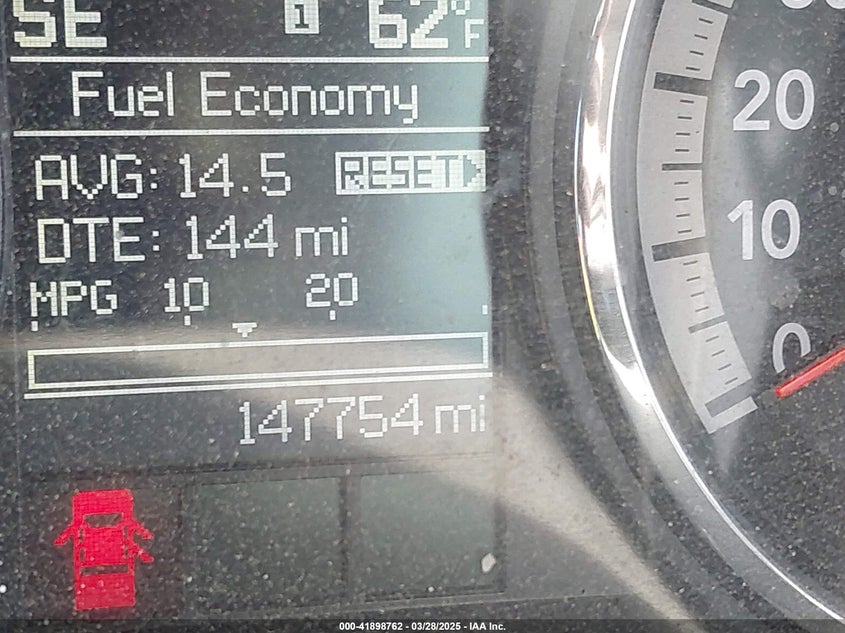 SE 1 62°F
Fuel Economy
AVG: 14.5 RESET>
DTE: 144 mi
MPG 10 20
147754 mi
20
10
0
000-41898762 - 03/28/2025 - IAA Inc.